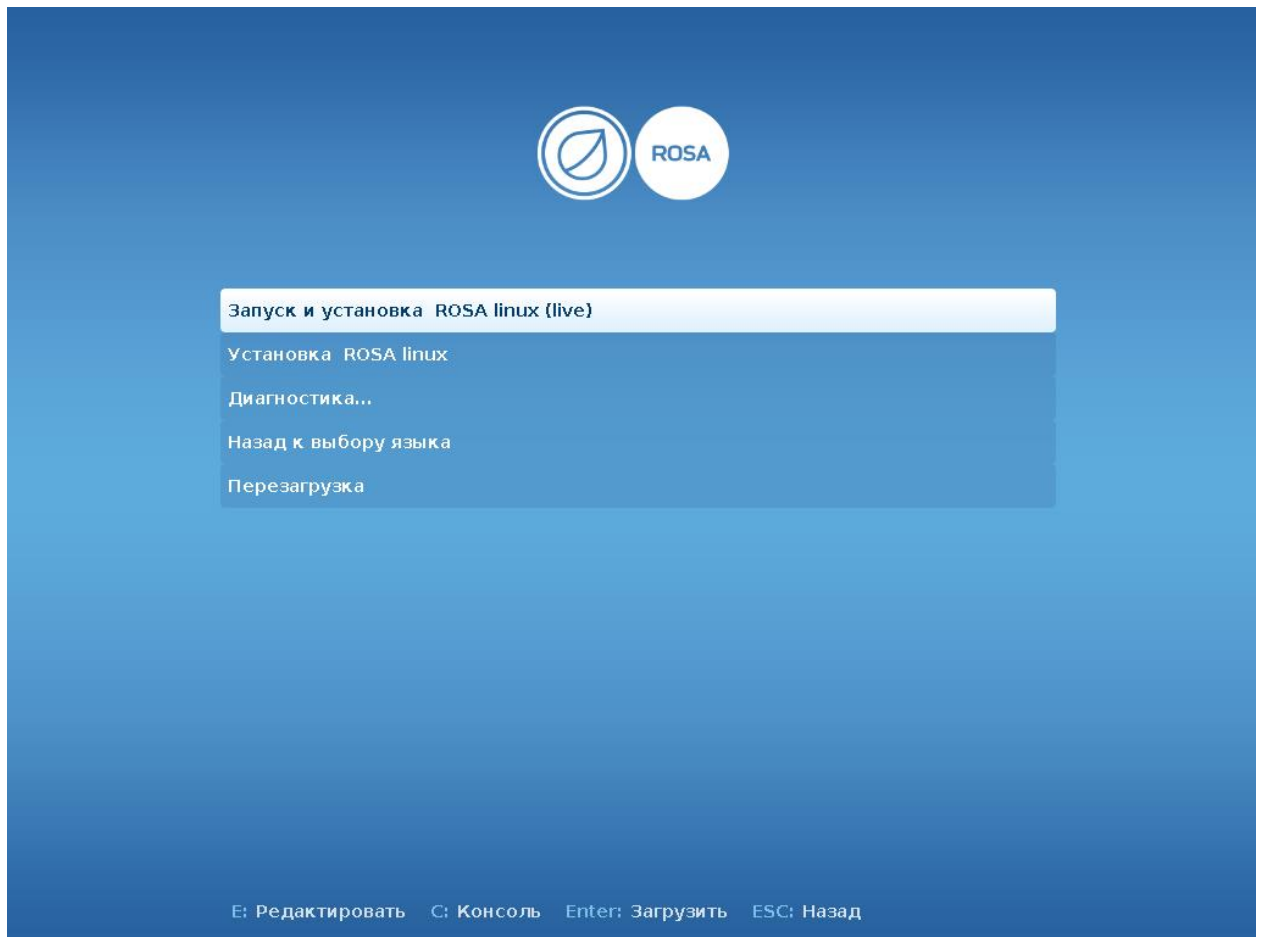 ROSA
Запуск и установка  ROSA linux (live)
Установка  ROSA linux
Диагностика...
Назад к выбору языка
Перезагрузка
E: Редактировать C: Консоль Enter: Загрузить ESC: Назад